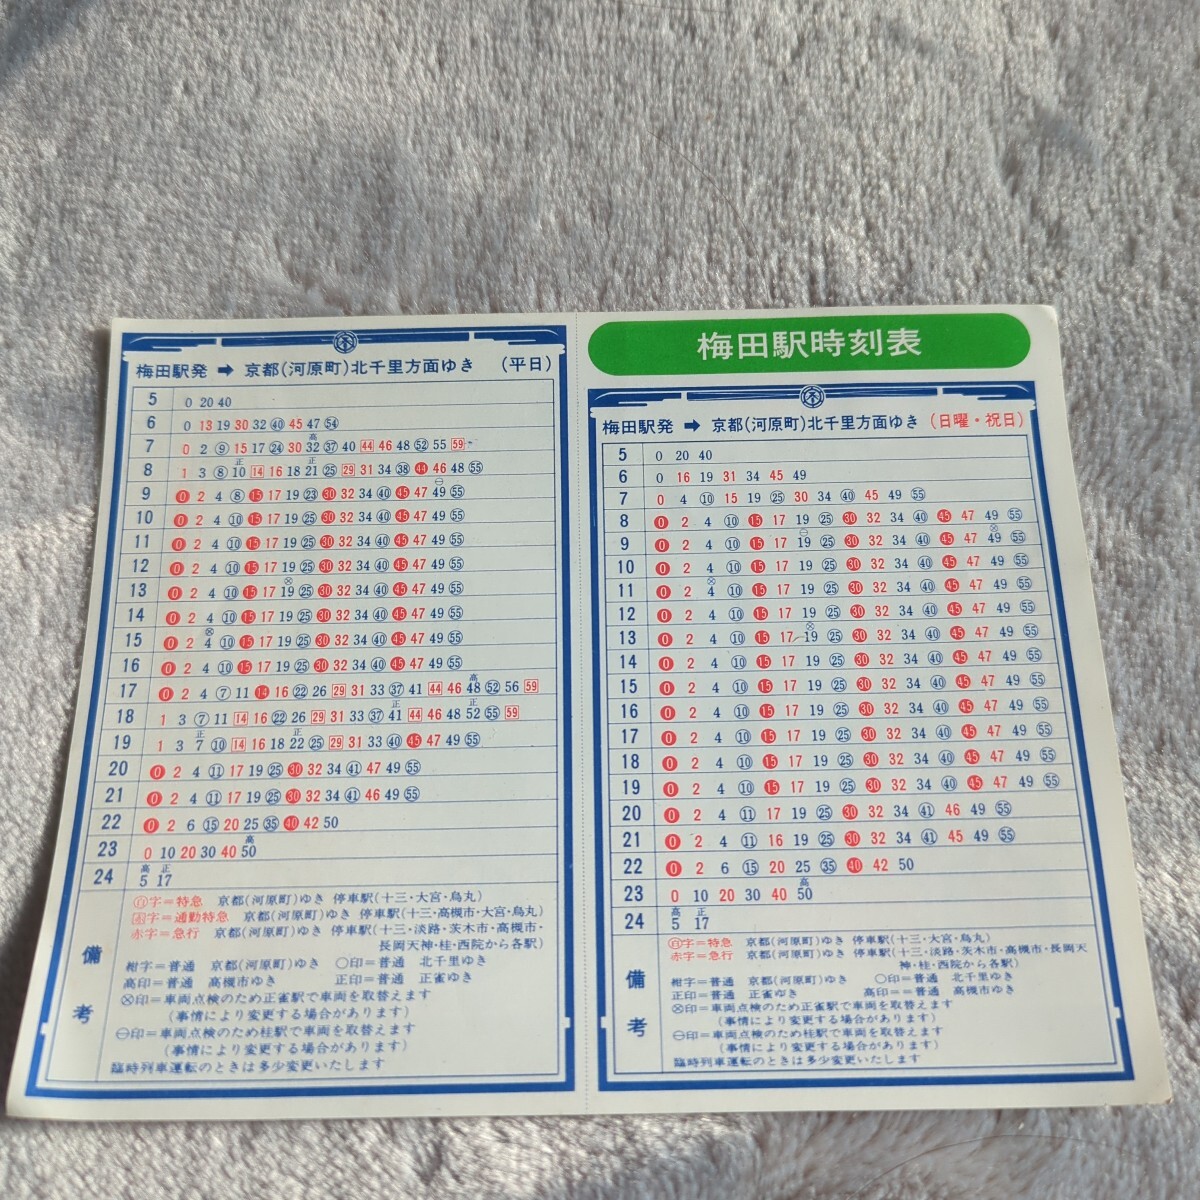 梅田駅発 ➡ 京都(河原町)北千里方面ゆき (平日)
5 0 20 40
6 0 13 19 30 32 ㊵ 45 47 54
高
7 0 2 ⑨ 15 17 ㉔ 30 32 ㊲ 40 44 46 48 52 55 59
正 正
8 1 3 ⑧ 10 14 16 18 21 ㉕ 29 31 34 ㊳ 44 46 48 55
⊖
9 0 2 4 ⑧ 15 17 19 ㉓ 30 32 34 ㊵ 45 47 49 55
10 0 2 4 ⑩ 15 17 19 ㉕ 30 32 34 ㊵ 45 47 49 55
11 0 2 4 ⑩ 15 17 19 ㉕ 30 32 34 ㊵ 45 47 49 55
12 0 2 4 ⑩ 15 17 19 ㉕ 30 32 34 ㊵ 45 47 49 55
⊗
13 0 2 4 ⑩ 15 17 19 ㉕ 30 32 34 ㊵ 45 47 49 55
14 0 2 4 ⑩ 15 17 19 ㉕ 30 32 34 ㊵ 45 47 49 55
⊗
15 0 2 4 ⑩ 15 17 19 ㉕ 30 32 34 ㊵ 45 47 49 55
16 0 2 4 ⑩ 15 17 19 ㉕ 30 32 34 ㊵ 45 47 49 55
高
17 0 2 4 ⑦ 11 14 16 ㉒ 26 29 31 33 ㊲ 41 44 46 48 52 56 59
正 正
18 1 3 ⑦ 11 14 16 ㉒ 26 29 31 33 ㊲ 41 44 46 48 52 55 59
正 正
19 1 3 7 ⑩ 14 16 18 22 ㉕ 29 31 33 ㊵ 45 47 49 55
20 0 2 4 ⑪ 17 19 ㉕ 30 32 34 ㊶ 47 49 55
21 0 2 4 ⑪ 17 19 ㉕ 30 32 34 ㊶ 46 49 55
22 0 2 6 ⑮ 20 25 ㉟ 40 42 50
高
23 0 10 20 30 40 50
高 正
24 5 17
備考
○字=特急 京都(河原町)ゆき 停車駅(十三・大宮・烏丸)
□字=通勤特急 京都(河原町)ゆき 停車駅(十三・高槻市・大宮・烏丸)
赤字=急行 京都(河原町)ゆき 停車駅(十三・淡路・茨木市・高槻市・
長岡天神・桂・西院から各駅)
紺字=普通 京都(河原町)ゆき ○印=普通 北千里ゆき
高印=普通 高槻市ゆき 正印=普通 正雀ゆき
⊗印=車両点検のため正雀駅で車両を取替えます
(事情により変更する場合があります)
⊖印=車両点検のため桂駅で車両を取替えます
(事情により変更する場合があります)
臨時列車運転のときは多少変更いたします
梅田駅時刻表
梅田駅発 ➡ 京都(河原町)北千里方面ゆき (日曜・祝日)
5 0 20 40
6 0 16 19 31 34 45 49
7 0 4 ⑩ 15 19 ㉕ 30 34 ㊵ 45 49 55
8 0 2 4 ⑩ 15 17 19 ㉕ 30 32 34 ㊵ 45 47 49 55
⊖ ⊗
9 0 2 4 ⑩ 15 17 19 ㉕ 30 32 34 ㊵ 45 47 49 55
10 0 2 4 ⑩ 15 17 19 ㉕ 30 32 34 ㊵ 45 47 49 55
⊗
11 0 2 4 ⑩ 15 17 19 ㉕ 30 32 34 ㊵ 45 47 49 55
12 0 2 4 ⑩ 15 17 19 ㉕ 30 32 34 ㊵ 45 47 49 55
⊗
13 0 2 4 ⑩ 15 17 19 ㉕ 30 32 34 ㊵ 45 47 49 55
14 0 2 4 ⑩ 15 17 19 ㉕ 30 32 34 ㊵ 45 47 49 55
15 0 2 4 ⑩ 15 17 19 ㉕ 30 32 34 ㊵ 45 47 49 55
16 0 2 4 ⑩ 15 17 19 ㉕ 30 32 34 ㊵ 45 47 49 55
17 0 2 4 ⑩ 15 17 19 ㉕ 30 32 34 ㊵ 45 47 49 55
18 0 2 4 ⑩ 15 17 19 ㉕ 30 32 34 ㊵ 45 47 49 55
19 0 2 4 ⑩ 15 17 19 ㉕ 30 32 34 ㊵ 45 47 49 55
20 0 2 4 ⑪ 17 19 ㉕ 30 32 34 ㊶ 46 49 55
21 0 2 4 ⑪ 16 19 ㉕ 30 32 34 ㊶ 45 49 55
22 0 2 6 ⑮ 20 25 ㉟ 40 42 50
高
23 0 10 20 30 40 50
高 正
24 5 17
備考
○字=特急 京都(河原町)ゆき 停車駅(十三・大宮・烏丸)
赤字=急行 京都(河原町)ゆき 停車駅(十三・淡路・茨木市・高槻市・長岡天
神・桂・西院から各駅)
紺字=普通 京都(河原町)ゆき ○印=普通 北千里ゆき
正印=普通 正雀ゆき 高印==普通 高槻市ゆき
⊗印=車両点検のため正雀駅で車両を取替えます
(事情により変更する場合があります)
⊖印=車両点検のため桂駅で車両を取替えます
(事情により変更する場合があります)
臨時列車運転のときは多少変更いたします